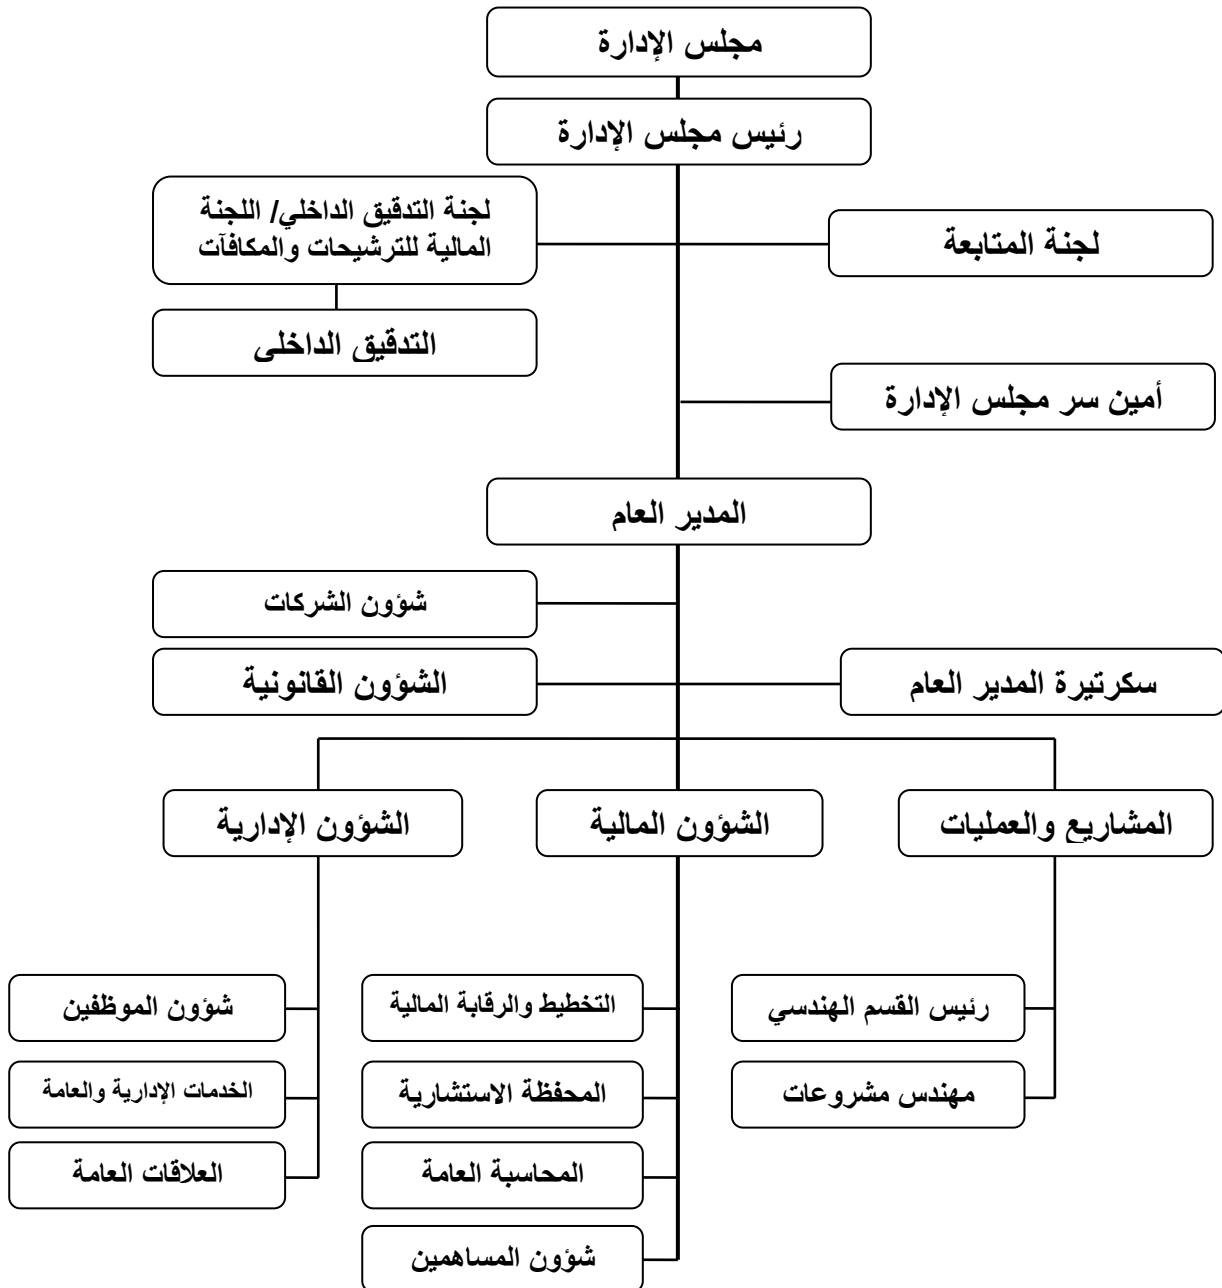 مجلس الإدارة
رئيس مجلس الإدارة
لجنة المتابعة
لجنة التدقيق الداخلي/ اللجنة
المالية للترشيحات والمكافآت
التدقيق الداخلي
أمين سر مجلس الإدارة
المدير العام
شؤون الشركات
سكرتيرة المدير العام
الشؤون القانونية
المشاريع والعمليات
الشؤون المالية
الشؤون الإدارية
رئيس القسم الهندسي
التخطيط والرقابة المالية
شؤون الموظفين
مهندس مشروعات
المحفظة الاستشارية
الخدمات الإدارية والعامة
المحاسبة العامة
العلاقات العامة
شؤون المساهمين